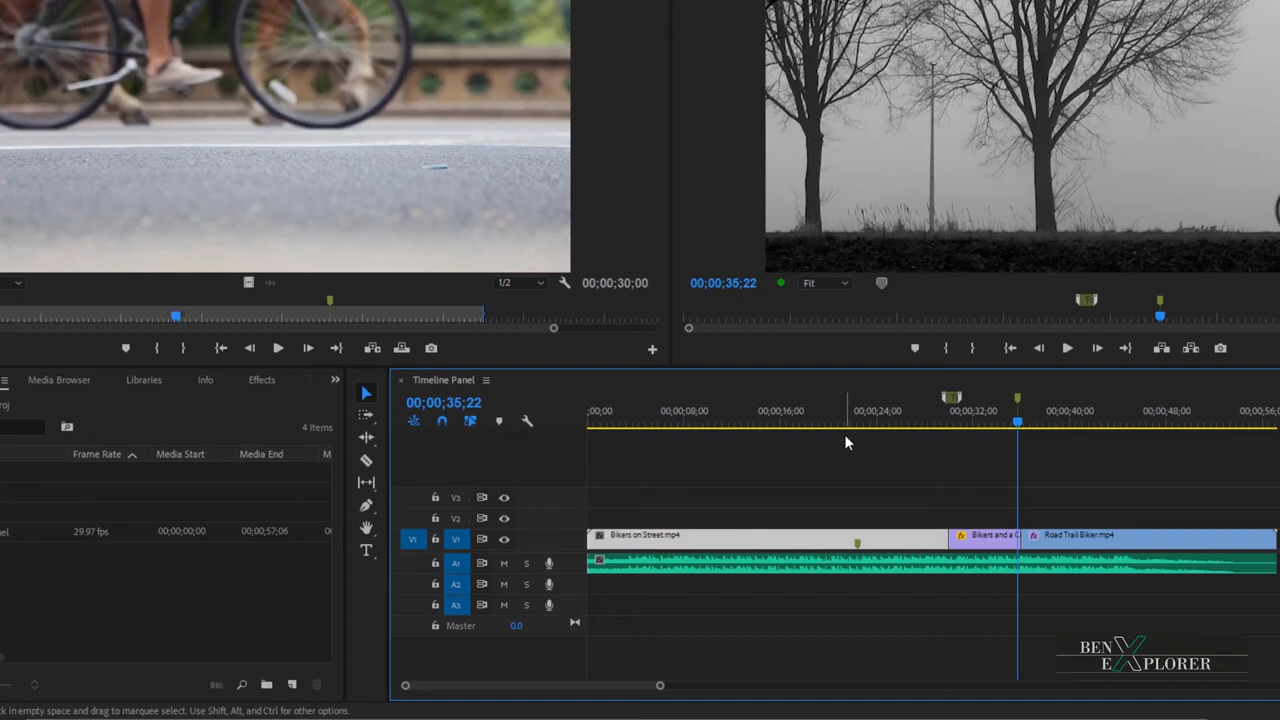 1/2
00;00;30;00
00;00;35;22
Fit
Media Browser
Libraries
Info
Effects
Timeline Panel
roj
00;00;35;22
4 Items
;00;00
00;00;08;00
00;00;16;00
00;00;24;00
00;00;32;00
00;00;40;00
00;00;48;00
00;00;56;0
Frame Rate
Media Start
Media End
M
V3
V2
nel
29.97 fps
00;00;00;00
00;00;57;06
00
V1
V1
Bikers on Street.mp4
fx
Bikers and a C
fx
Road Trail Biker.mp4
A1
M
S
A2
M
S
A3
M
S
Master
0.0
BEN
EXPLORER
ck in empty space and drag to marquee select. Use Shift, Alt, and Ctrl for other options.